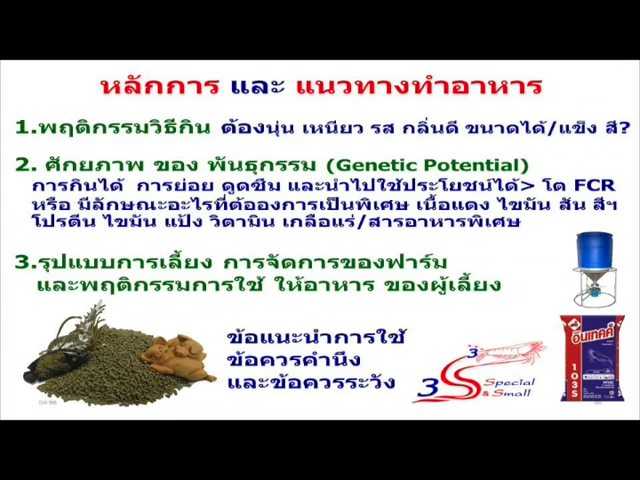 หลักการ และ แนวทางทำอาหาร
1.พฤติกรรมวิธีกิน ต้องนุ่น เหนียว รส กลิ่นดี ขนาดได้/แข็ง สี?
2. ศักยภาพ ของ พันธุกรรม (Genetic Potential)
การกินได้ การย่อย ดูดซึม และนำไปใช้ประโยชน์ได้> โต FCR
หรือ มีลักษณะอะไรที่ต้อองการเป็นพิเศษ เนื้อแดง ไขมัน สัน สีฯ
โปรตีน ไขมัน แป้ง วิตามิน เกลือแร่/สารอาหารพิเศษ
3.รูปแบบการเลี้ยง การจัดการของฟาร์ม
และพฤติกรรมการใช้ ให้อาหาร ของผู้เลี้ยง
ข้อแนะนำการใช้
ข้อควรคำนึง
และข้อควรระวัง
3
3S Special
& Small
อินเทคค์
103S